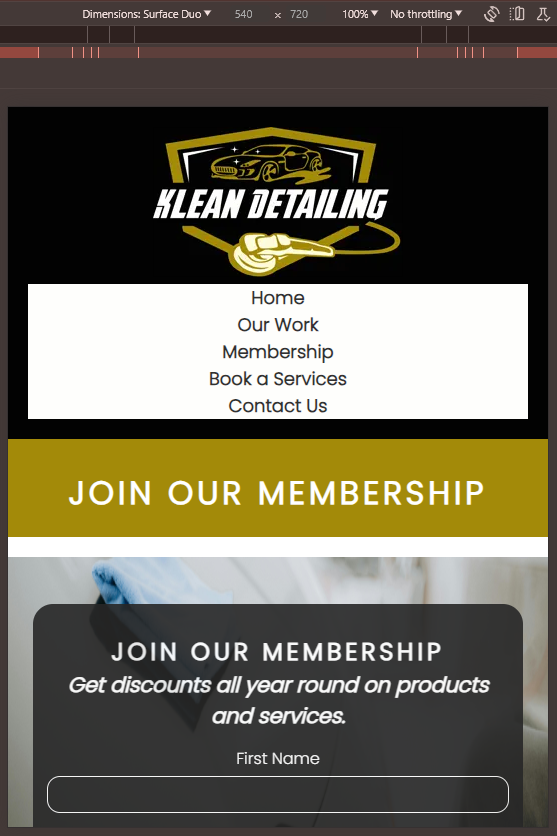 Dimensions: Surface Duo 540 x 720 100% No throttling
KLEAN DETAILING
Home
Our Work
Membership
Book a Services
Contact Us
JOIN OUR MEMBERSHIP
JOIN OUR MEMBERSHIP
Get discounts all year round on products
and services.
First Name